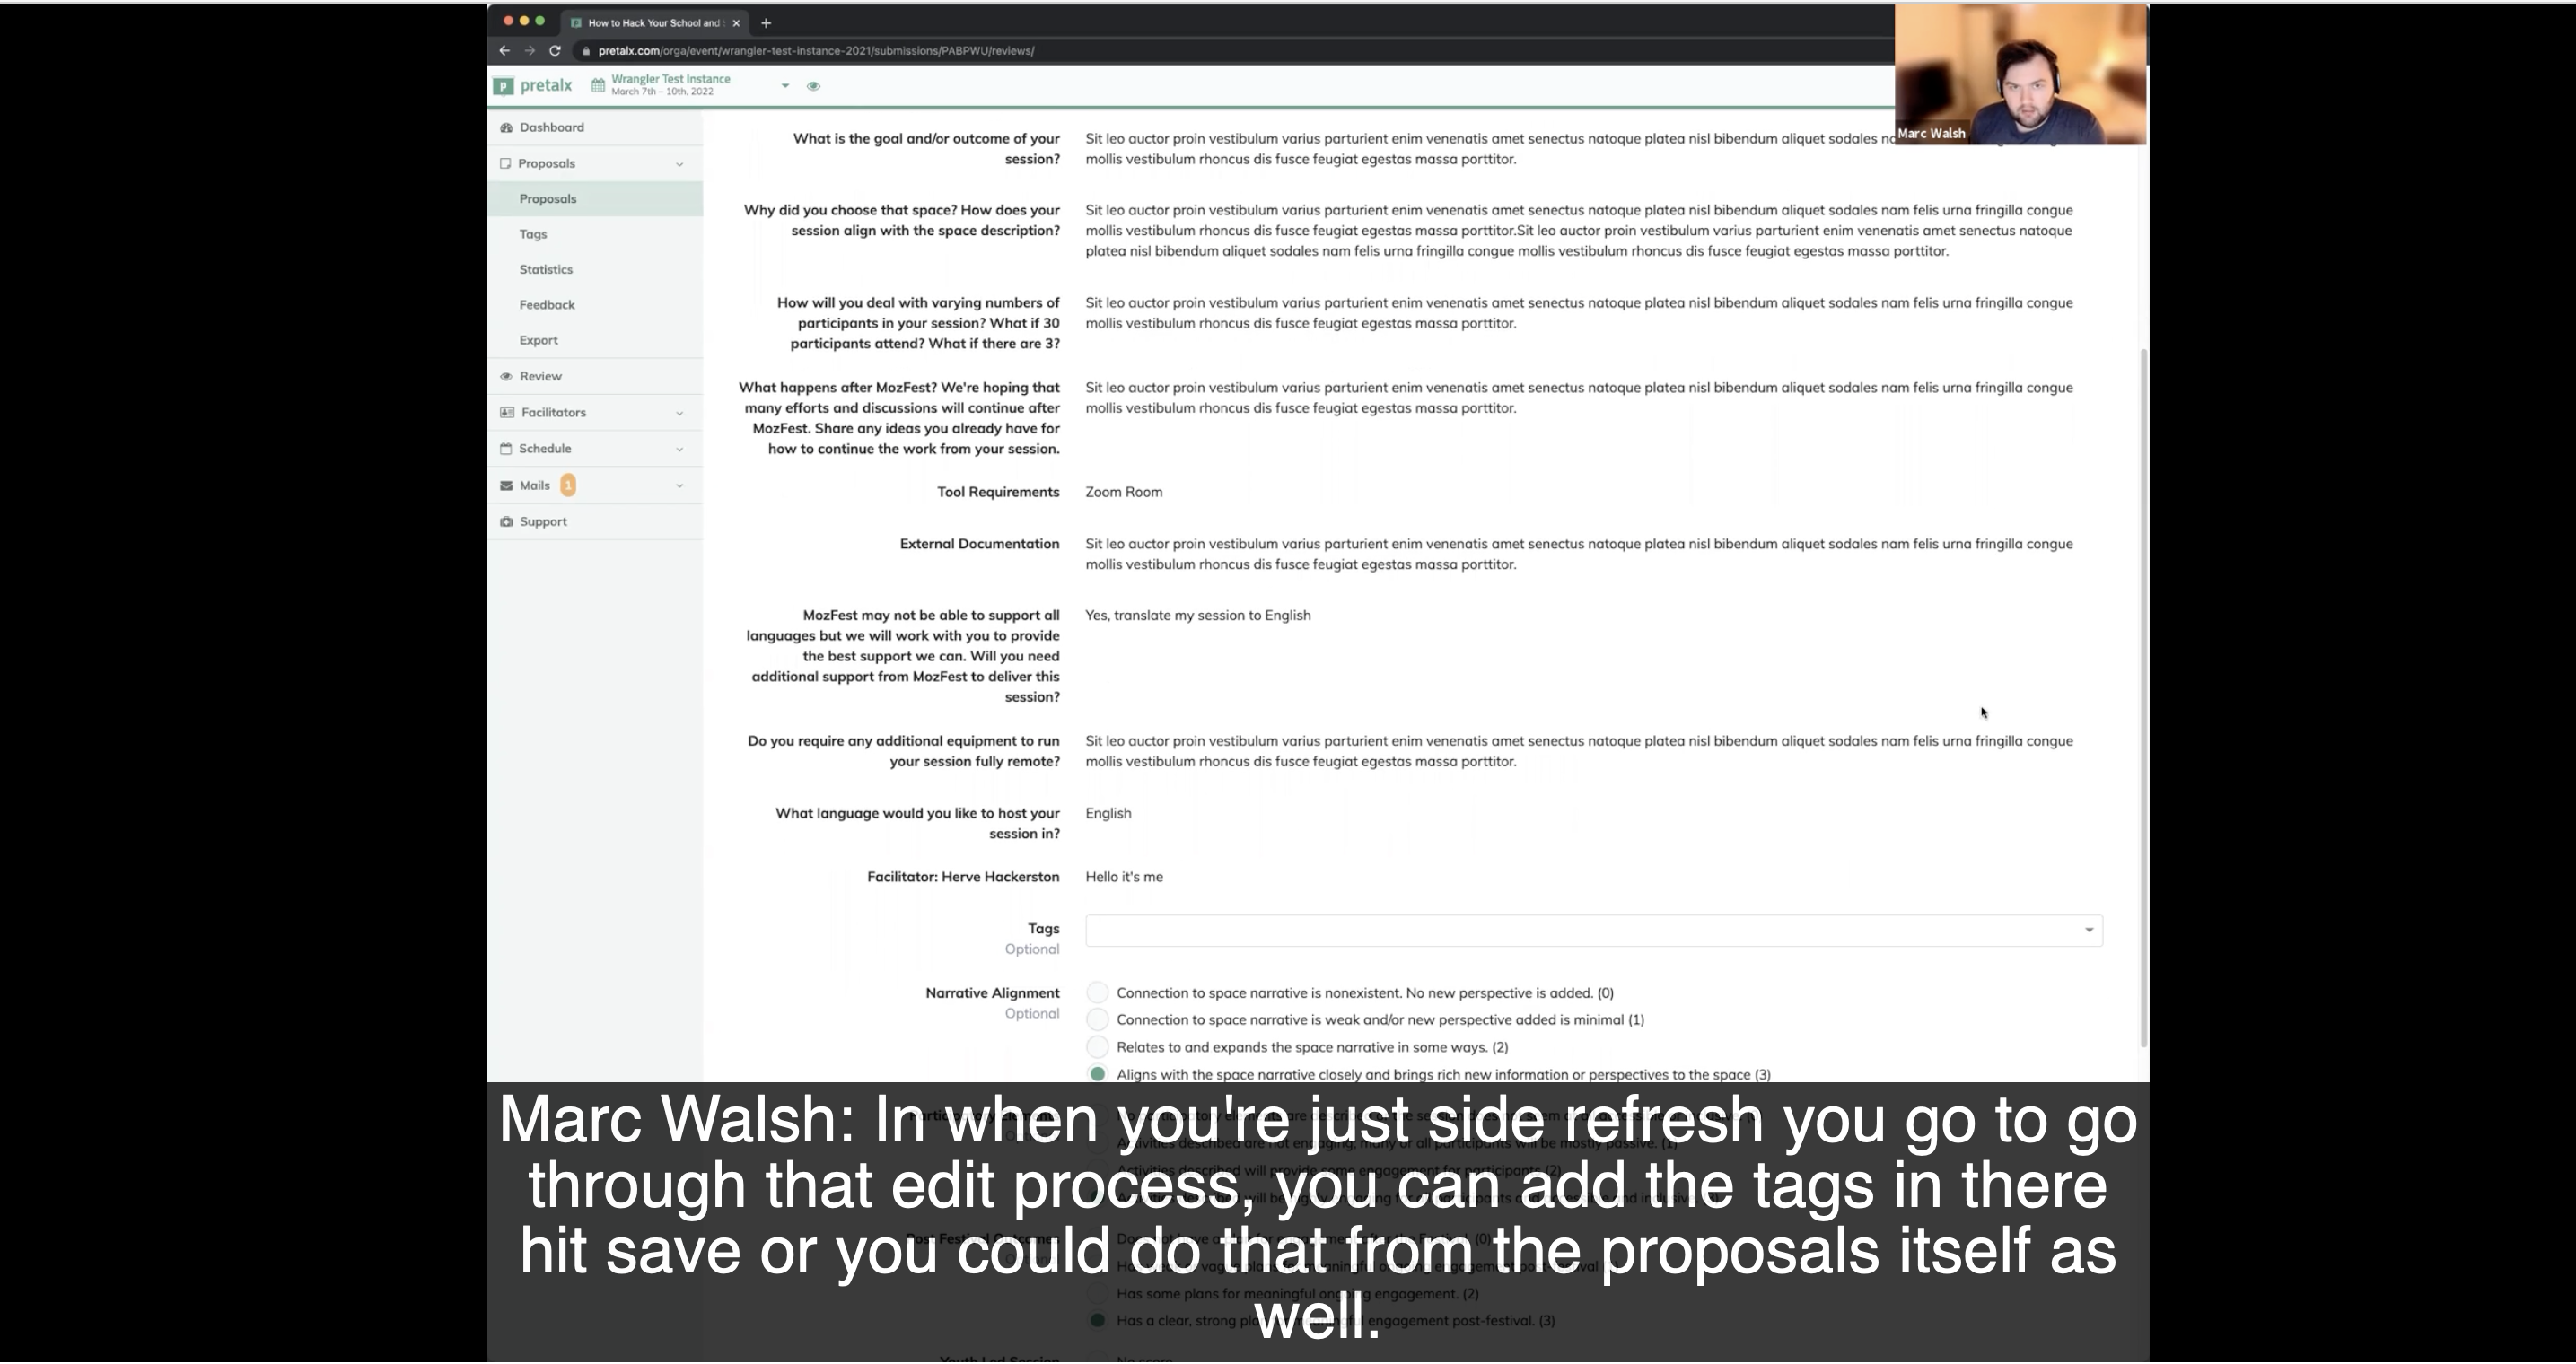 How to Hack Your School and
pretalx.com/orga/event/wrangler-test-instance-2021/submissions/PABPWU/reviews/
pretalx
Wrangler Test Instance
March 7th – 10th, 2022
Marc Walsh
Dashboard
Proposals
Proposals
Tags
Statistics
Feedback
Export
Review
Facilitators
Schedule
Mails 1
Support
What is the goal and/or outcome of your
session?
Sit leo auctor proin vestibulum varius parturient enim venenatis amet senectus natoque platea nisl bibendum aliquet sodales
mollis vestibulum rhoncus dis fusce feugiat egestas massa porttitor.
Why did you choose that space? How does your
session align with the space description?
Sit leo auctor proin vestibulum varius parturient enim venenatis amet senectus natoque platea nisl bibendum aliquet sodales nam felis urna fringilla congue
mollis vestibulum rhoncus dis fusce feugiat egestas massa porttitor.Sit leo auctor proin vestibulum varius parturient enim venenatis amet senectus natoque
platea nisl bibendum aliquet sodales nam felis urna fringilla congue mollis vestibulum rhoncus dis fusce feugiat egestas massa porttitor.
How will you deal with varying numbers of
participants in your session? What if 30
participants attend? What if there are 3?
Sit leo auctor proin vestibulum varius parturient enim venenatis amet senectus natoque platea nisl bibendum aliquet sodales nam felis urna fringilla congue
mollis vestibulum rhoncus dis fusce feugiat egestas massa porttitor.
What happens after MozFest? We're hoping that
many efforts and discussions will continue after
MozFest. Share any ideas you already have for
how to continue the work from your session.
Sit leo auctor proin vestibulum varius parturient enim venenatis amet senectus natoque platea nisl bibendum aliquet sodales nam felis urna fringilla congue
mollis vestibulum rhoncus dis fusce feugiat egestas massa porttitor.
Tool Requirements
Zoom Room
External Documentation
Sit leo auctor proin vestibulum varius parturient enim venenatis amet senectus natoque platea nisl bibendum aliquet sodales nam felis urna fringilla congue
mollis vestibulum rhoncus dis fusce feugiat egestas massa porttitor.
MozFest may not be able to support all
languages but we will work with you to provide
the best support we can. Will you need
additional support from MozFest to deliver this
session?
Yes, translate my session to English
Do you require any additional equipment to run
your session fully remote?
Sit leo auctor proin vestibulum varius parturient enim venenatis amet senectus natoque platea nisl bibendum aliquet sodales nam felis urna fringilla congue
mollis vestibulum rhoncus dis fusce feugiat egestas massa porttitor.
What language would you like to host your
session in?
English
Facilitator: Herve Hackerston
Hello it's me
Tags
Optional
Narrative Alignment
Optional
Connection to space narrative is nonexistent. No new perspective is added. (0)
Connection to space narrative is weak and/or new perspective added is minimal (1)
Relates to and expands the space narrative in some ways. (2)
Aligns with the space narrative closely and brings rich new information or perspectives to the space (3)
Marc Walsh: In when you're just side refresh you go to go
through that edit process, you can add the tags in there
hit save or you could do that from the proposals itself as
well.
Has some plans for meaningful ongoing engagement. (2)
Has a clear, strong engagement post-festival. (3)